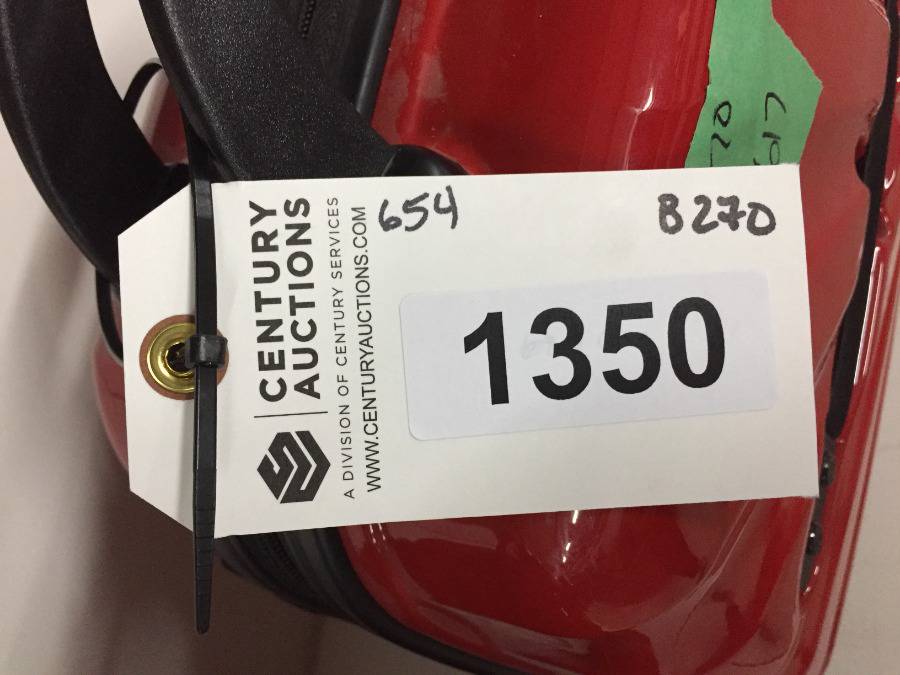 654
B270
1350
CENTURY
AUCTIONS
A DIVISION OF CENTURY SERVICES
WWW.CENTURYAUCTIONS.COM